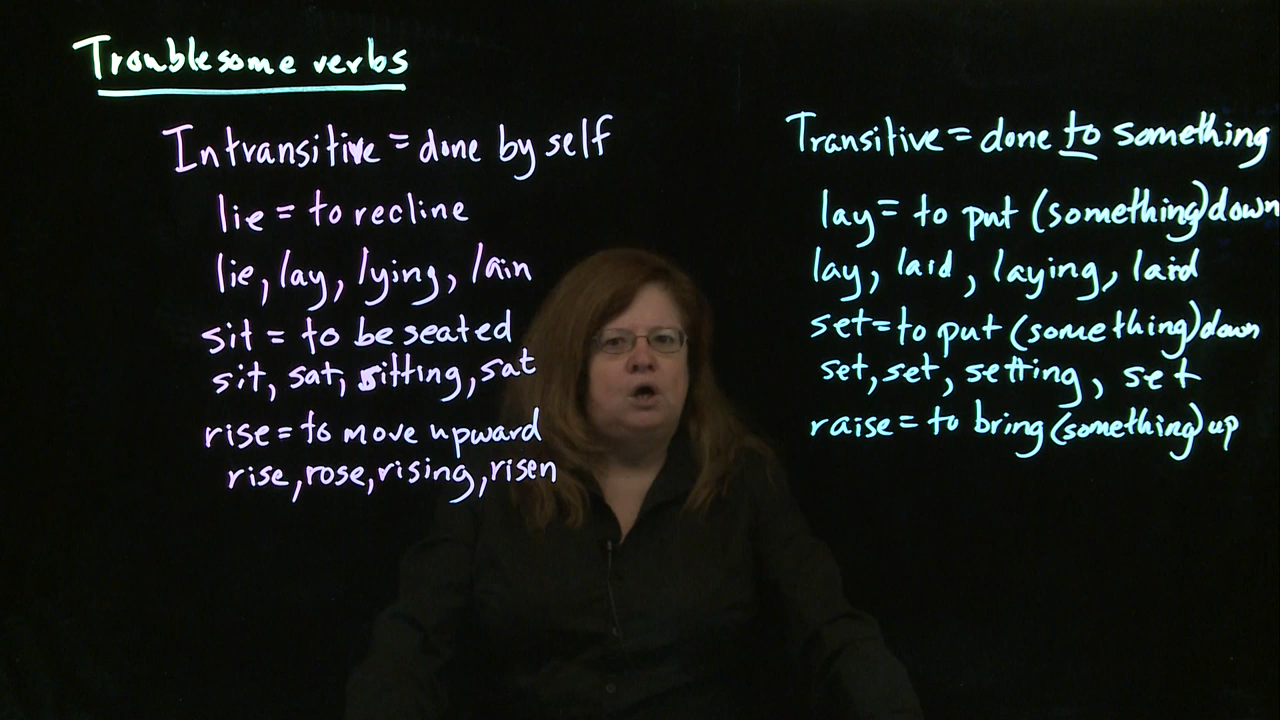 Troublesome verbs
Intransitive = done by self
lie = to recline
lie, lay, lying, lain
sit = to be seated
sit, sat, sitting, sat
rise = to move upward
rise, rose, rising, risen
Transitive = done to something
lay = to put (something) down
lay, laid, laying, laid
set = to put (something) down
set, set, setting, set
raise = to bring (something) up